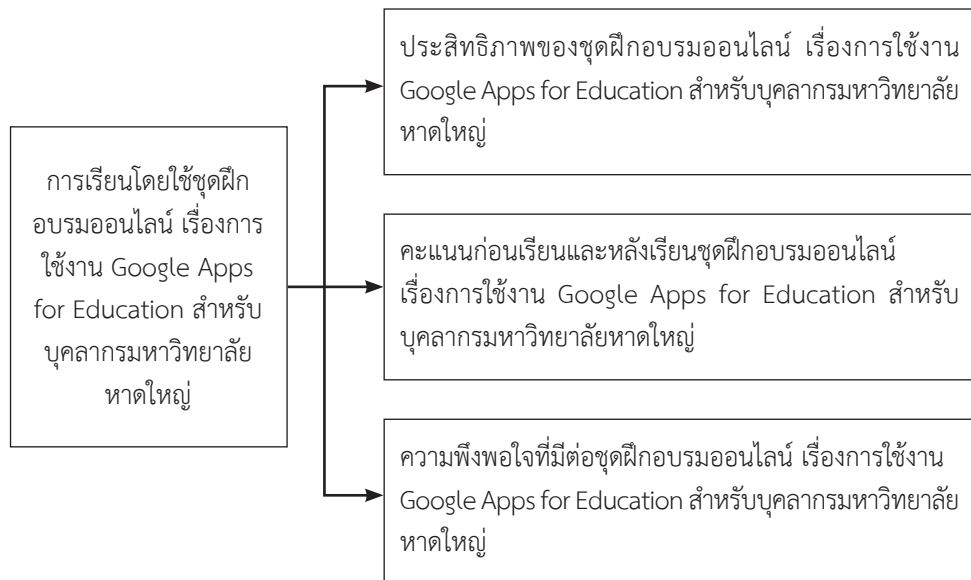 การเรียนโดยใช้ชุดฝึก
อบรมออนไลน์ เรื่องการ
ใช้งาน Google Apps
for Education สำหรับ
บุคลากรมหาวิทยาลัย
หาดใหญ่
ประสิทธิภาพของชุดฝึกอบรมออนไลน์ เรื่องการใช้งาน
Google Apps for Education สำหรับบุคลากรมหาวิทยาลัย
หาดใหญ่
คะแนนก่อนเรียนและหลังเรียนชุดฝึกอบรมออนไลน์
เรื่องการใช้งาน Google Apps for Education สำหรับ
บุคลากรมหาวิทยาลัยหาดใหญ่
ความพึงพอใจที่มีต่อชุดฝึกอบรมออนไลน์ เรื่องการใช้งาน
Google Apps for Education สำหรับบุคลากรมหาวิทยาลัย
หาดใหญ่